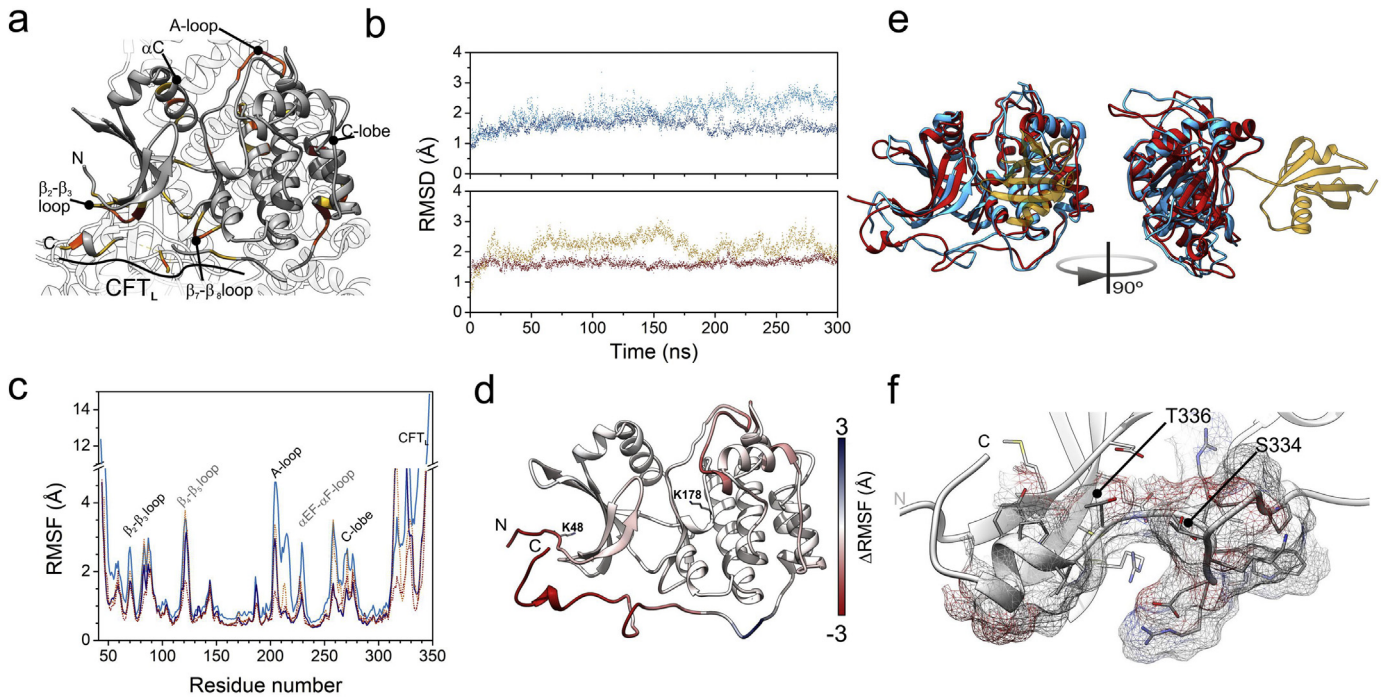 a
A-loop
αC
C-lobe
N
β₂-β₃
loop
C
CFT_L
β₇-β₈loop
b
RMSD (Å)
4
3
2
1
0
4
3
2
1
0
0
50
100
150
200
250
300
Time (ns)
e
90º
c
RMSF (Å)
14
12
4
2
0
β₂-β₃ loop
β₄-β₅ loop
A-loop
αEF-αF-loop
C-lobe
CFT_L
50
100
150
200
250
300
350
Residue number
d
K178
N
K48
C
3
ΔRMSF (Å)
-3
f
T336
C
S334
N